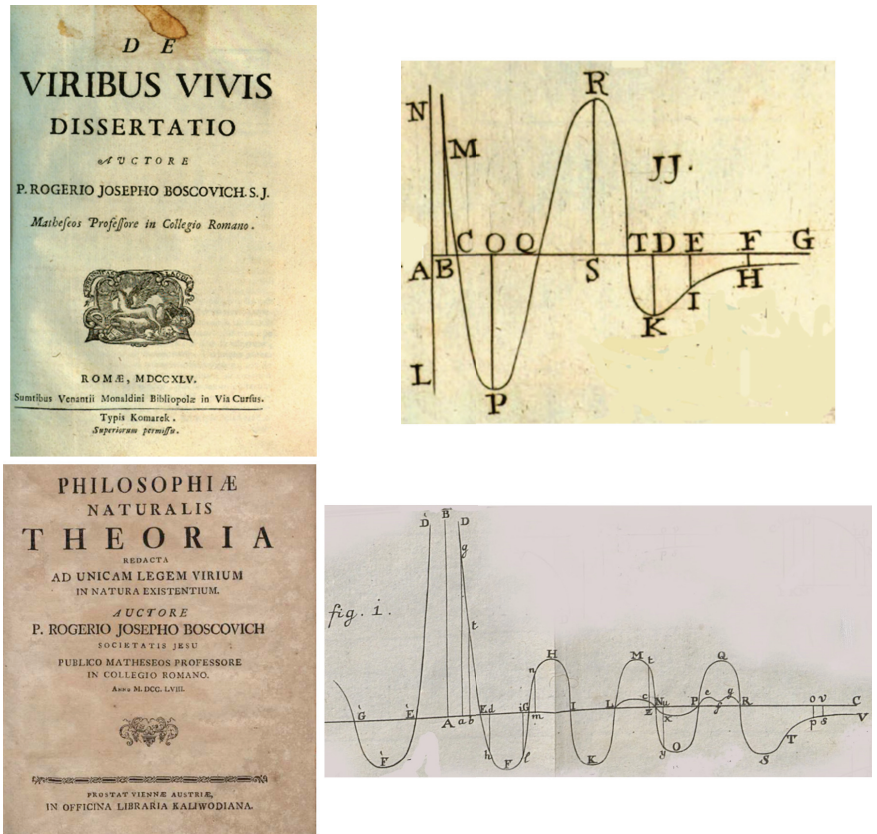 D E
VIRIBUS VIVIS
DISSERTATIO
AUCTORE
P. ROGERIO JOSEPHO BOSCOVICH. S. J.
Matheſeos Profeſſore in Collegio Romano.
ROMÆ, MDCCXLV.
Sumtibus Venantii Monaldini Bibliopolæ in Via Curſus.
Typis Komarek.
Superiorum permiſſu.
R
N
M
JJ.
C O Q T D E F G
A B S H
I
K
L
P
PHILOSOPHIÆ
NATURALIS
THEORIA
REDACTA
AD UNICAM LEGEM VIRIUM
IN NATURA EXISTENTIUM.
AUCTORE
P. ROGERIO JOSEPHO BOSCOVICH
SOCIETATIS JESU
PUBLICO MATHESEOS PROFESSORE
IN COLLEGIO ROMANO.
Anno M. DCC. LVIII.
PROSTAT VIENNÆ AUSTRIÆ,
IN OFFICINA LIBRARIA KALIWODIANA.
D B D
g
fig. 1.
t
H M t Q
n
c e g
G E A a b E d i G m I L z N u x P f R o v C
p s V
h F l K y O S T
F